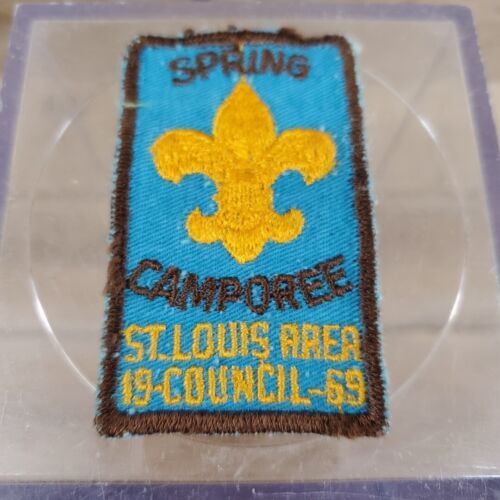 SPRING
CAMPOREE
ST.LOUIS AREA
19-COUNCIL-69